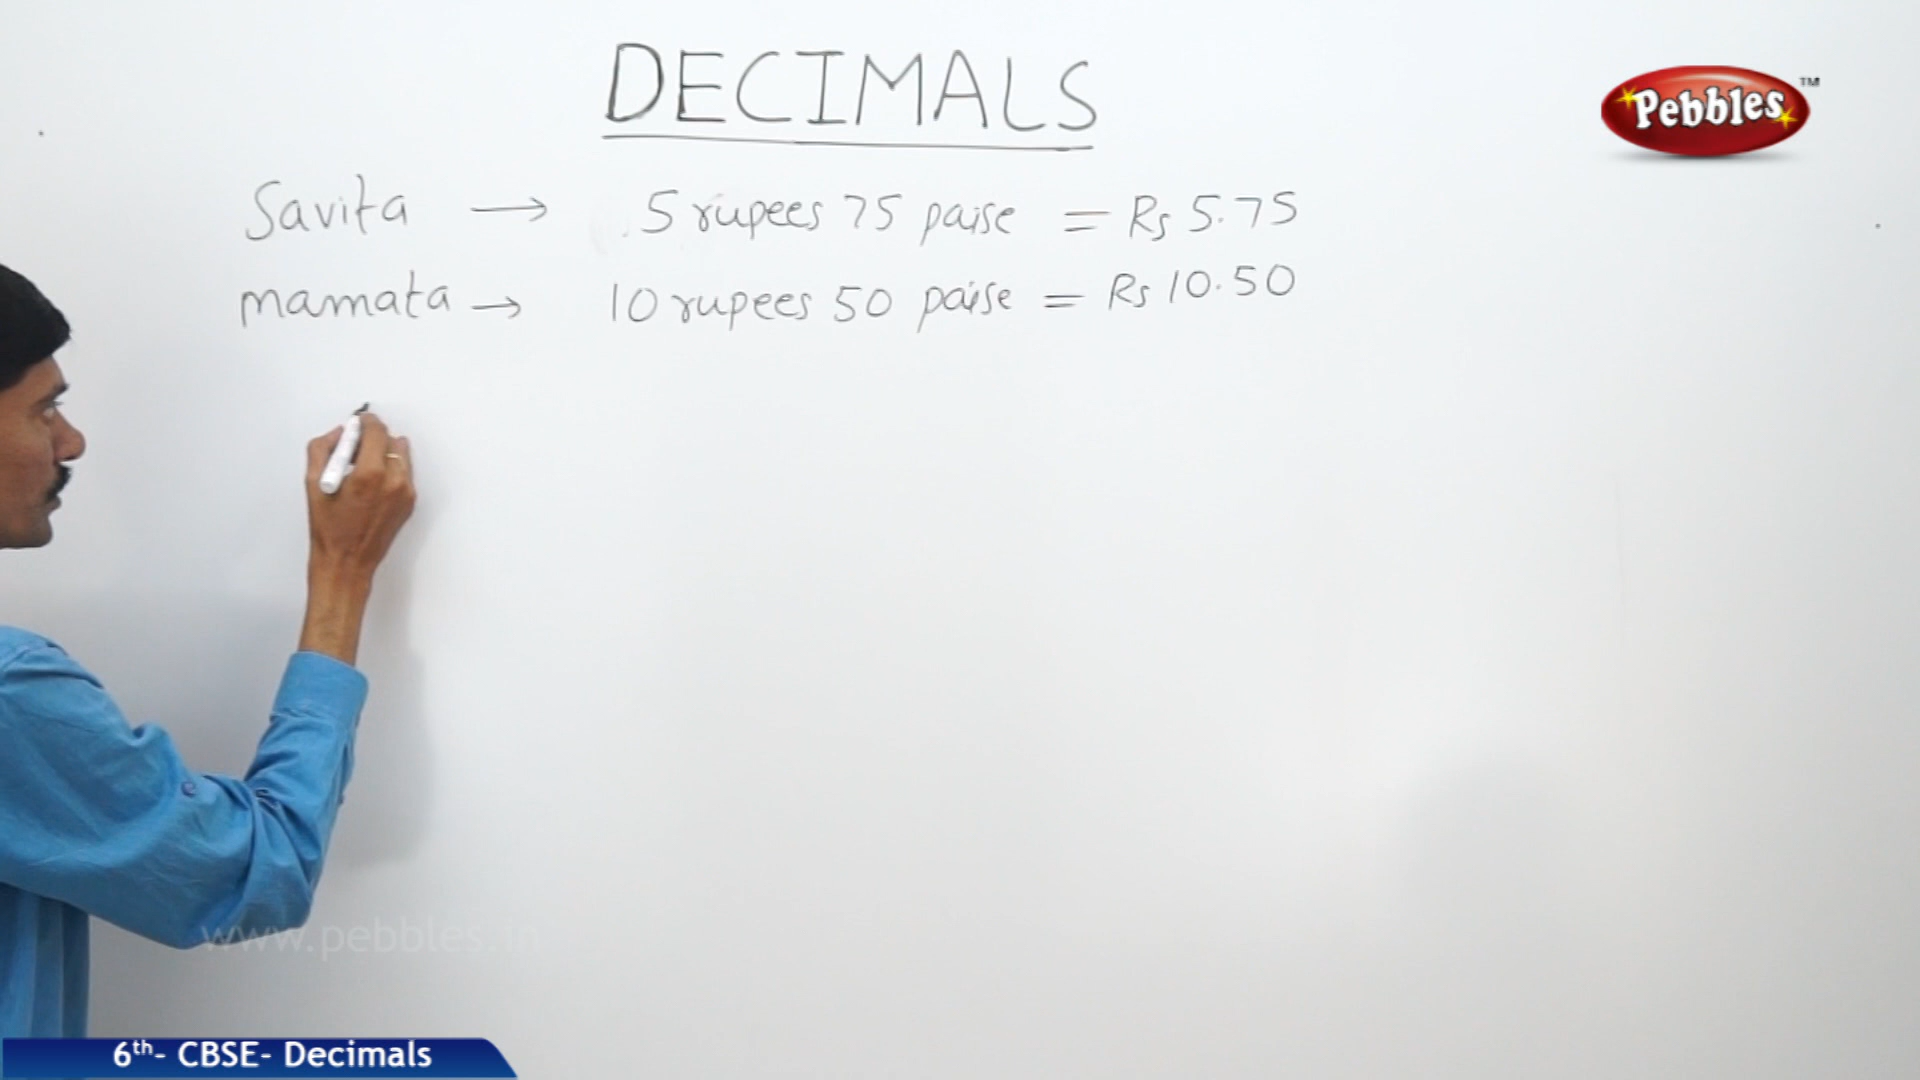 DECIMALS
Pebbles TM
Savita → 5 rupees 75 paise = Rs 5.75
mamata → 10 rupees 50 paise = Rs 10.50
www.pebbles.in
6th- CBSE- Decimals